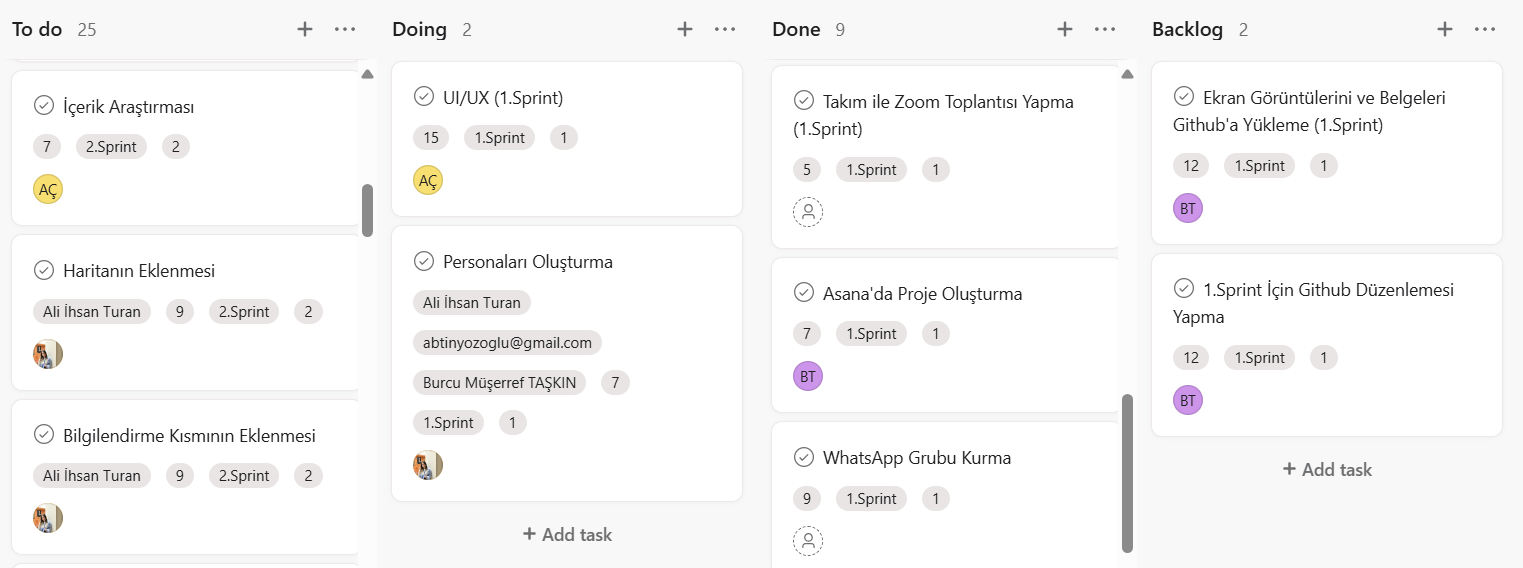 To do 25
İçerik Araştırması
7 2.Sprint 2
AÇ
Haritanın Eklenmesi
Ali İhsan Turan 9 2.Sprint 2
Bilgilendirme Kısmının Eklenmesi
Ali İhsan Turan 9 2.Sprint 2
Doing 2
UI/UX (1.Sprint)
15 1.Sprint 1
AÇ
Personaları Oluşturma
Ali İhsan Turan
abtinyozoglu@gmail.com
Burcu Müşerref TAŞKIN 7
1.Sprint 1
+ Add task
Done 9
Takım ile Zoom Toplantısı Yapma
(1.Sprint)
5 1.Sprint 1
Asana'da Proje Oluşturma
7 1.Sprint 1
BT
WhatsApp Grubu Kurma
9 1.Sprint 1
Backlog 2
Ekran Görüntülerini ve Belgeleri
Github'a Yükleme (1.Sprint)
12 1.Sprint 1
BT
1.Sprint İçin Github Düzenlemesi
Yapma
12 1.Sprint 1
BT
+ Add task